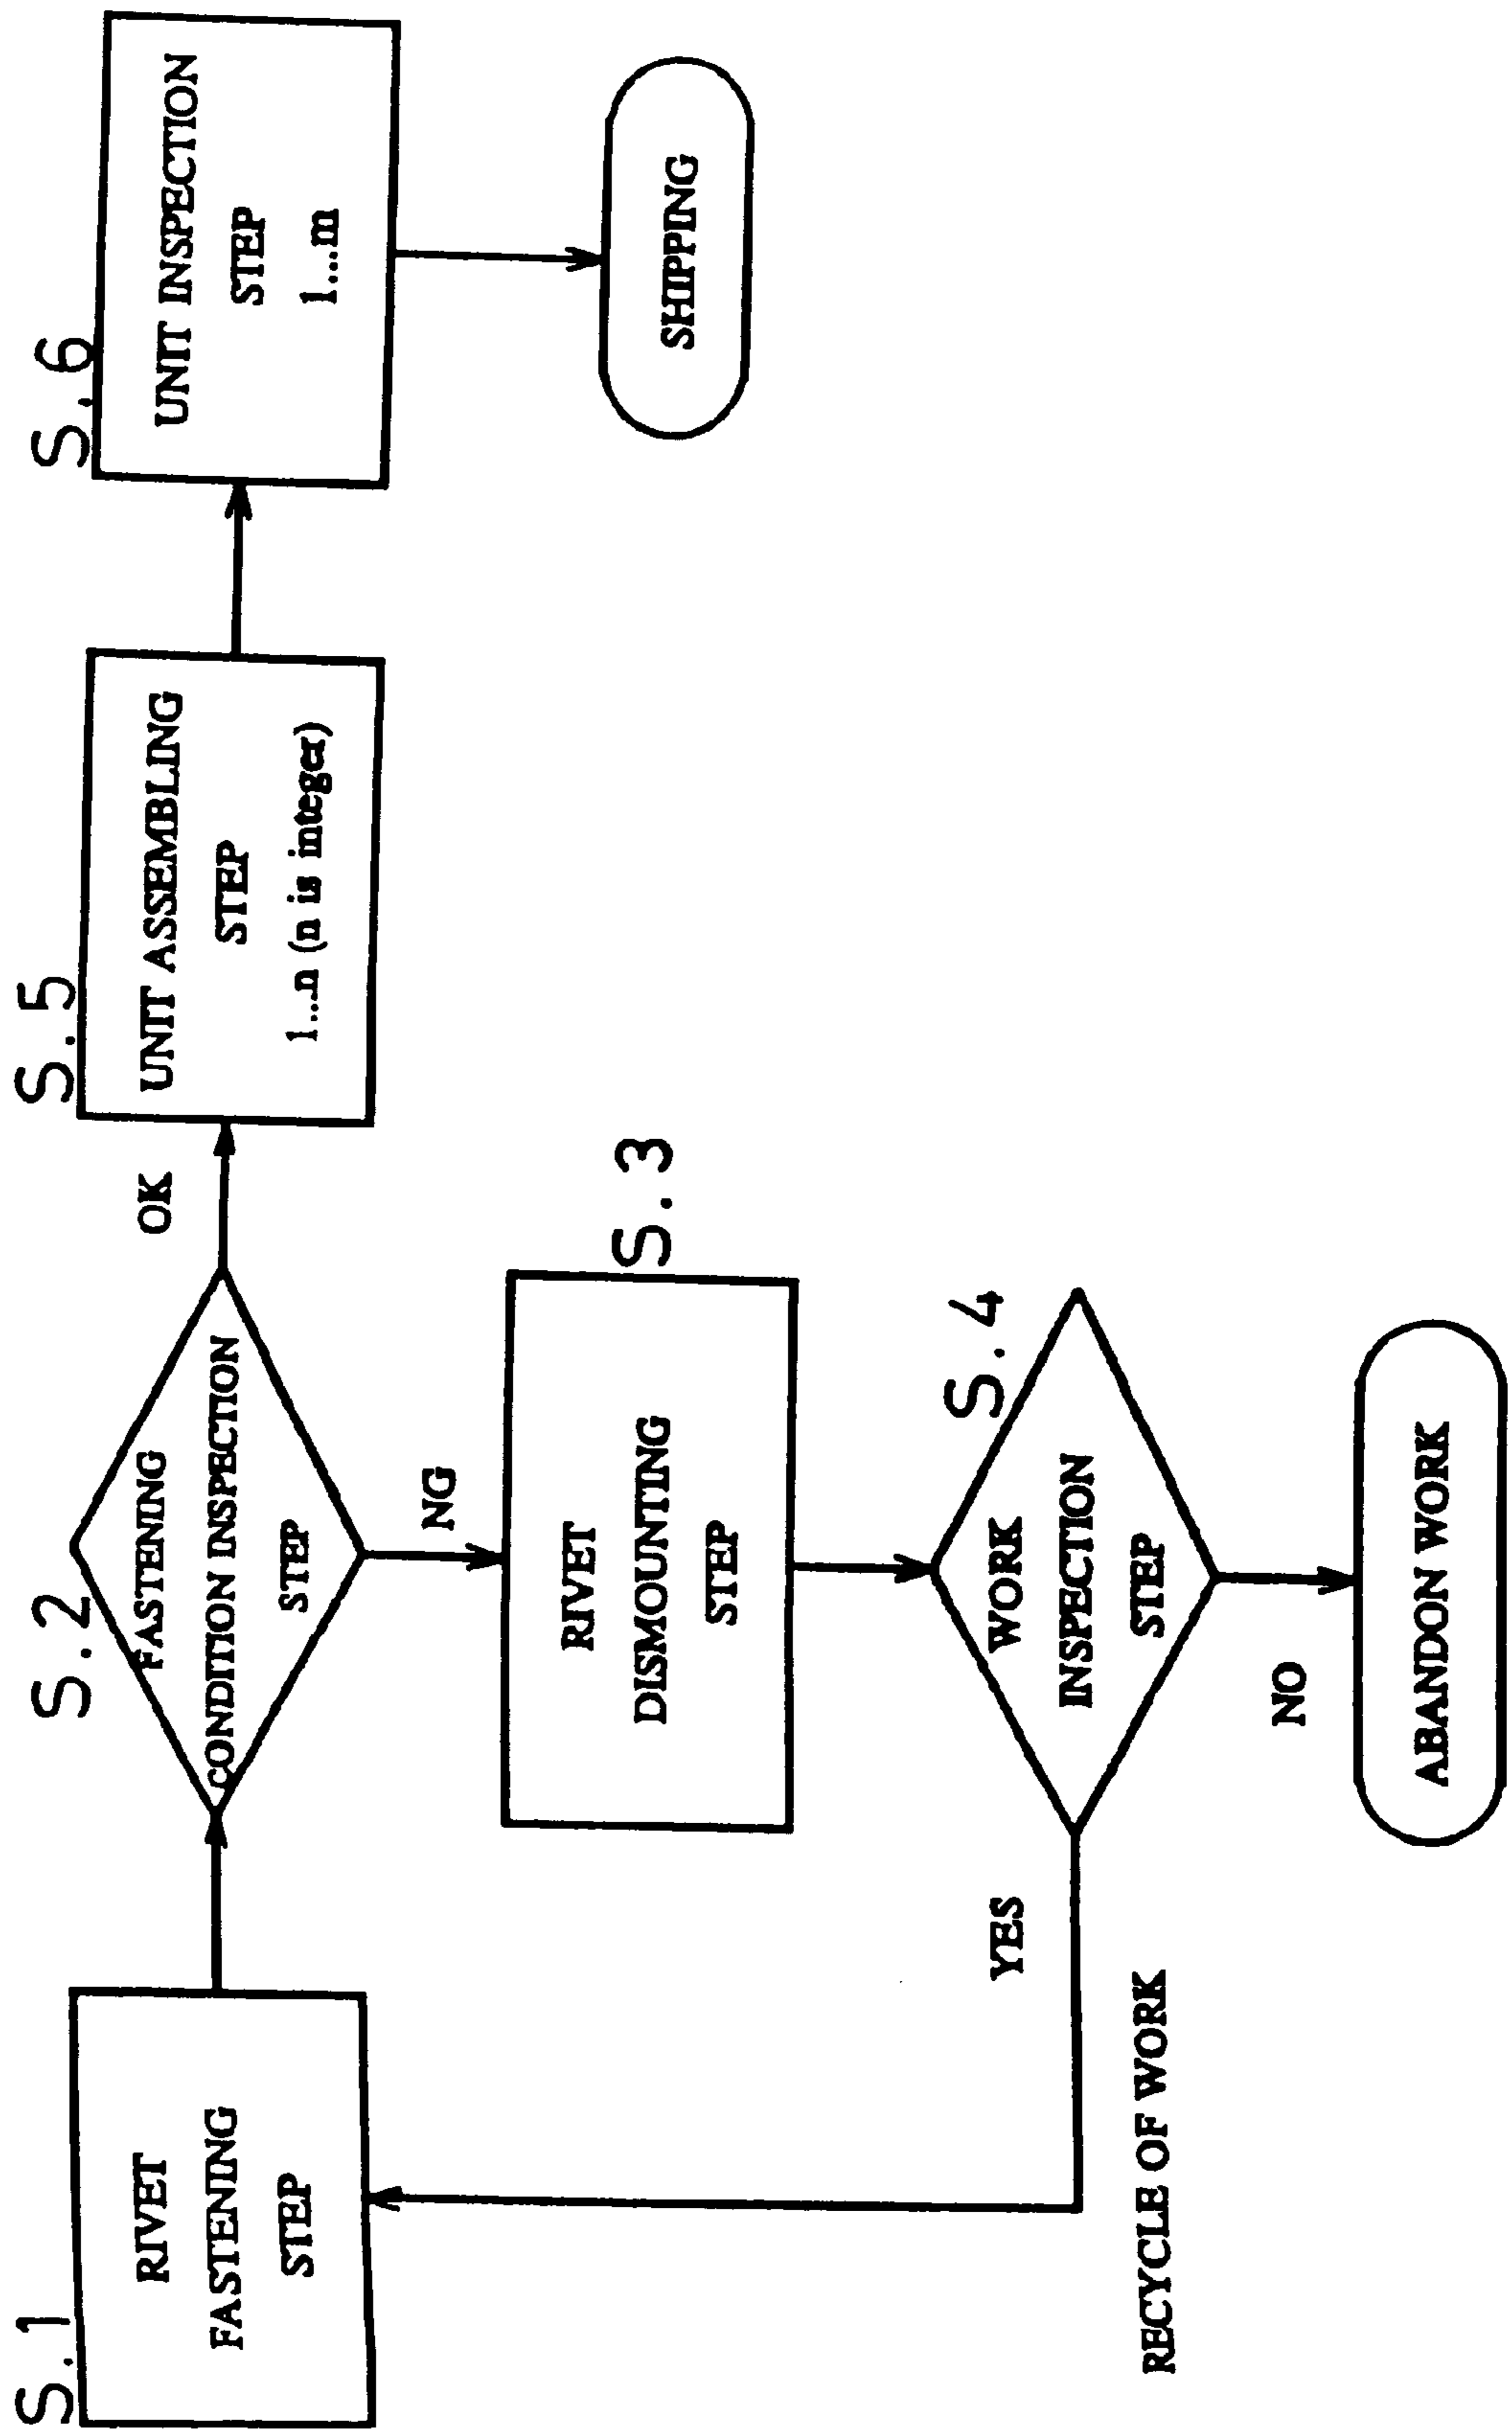 S.1
RIVET
FASTENING
STEP
S.2
FASTENING
CONDITION INSPECTION
STEP
OK
NG
S.5
UNIT ASSEMBLING
STEP
1...n (n is integer)
S.6
UNIT INSPECTION
STEP
1...m
SHIPPING
S.3
RIVET
DISMOUNTING
STEP
S.4
WORK
INSPECTION
STEP
YES
RECYCLE OF WORK
NO
ABANDON WORK